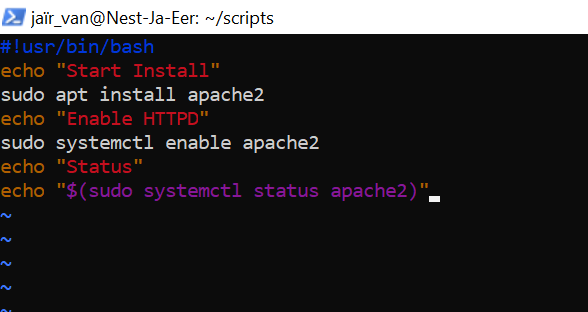 jaïr_van@Nest-Ja-Eer: ~/scripts
#!usr/bin/bash
echo "Start Install"
sudo apt install apache2
echo "Enable HTTPD"
sudo systemctl enable apache2
echo "Status"
echo "$(sudo systemctl status apache2)"
~
~
~
~
~